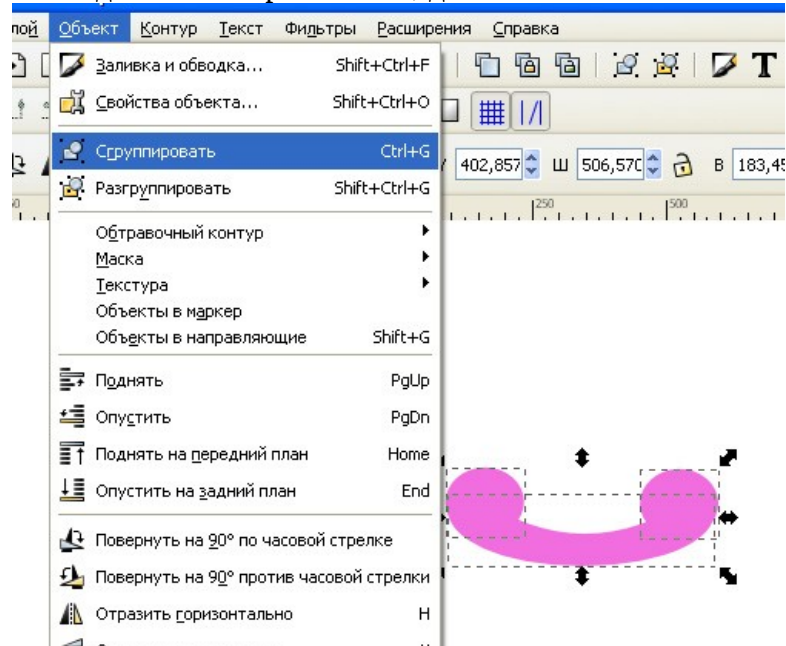 лой Объект Контур Текст Фильтры Расширения Справка
Заливка и обводка... Shift+Ctrl+F
Свойства объекта... Shift+Ctrl+O
Сгруппировать Ctrl+G
402,857 Ш 506,570 В 183,45
Разгруппировать Shift+Ctrl+G
250 500
Обтравочный контур
Маска
Текстура
Объекты в маркер
Объекты в направляющие Shift+G
Поднять PgUp
Опустить PgDn
Поднять на передний план Home
Опустить на задний план End
Повернуть на 90° по часовой стрелке
Повернуть на 90° против часовой стрелки
Отразить горизонтально H